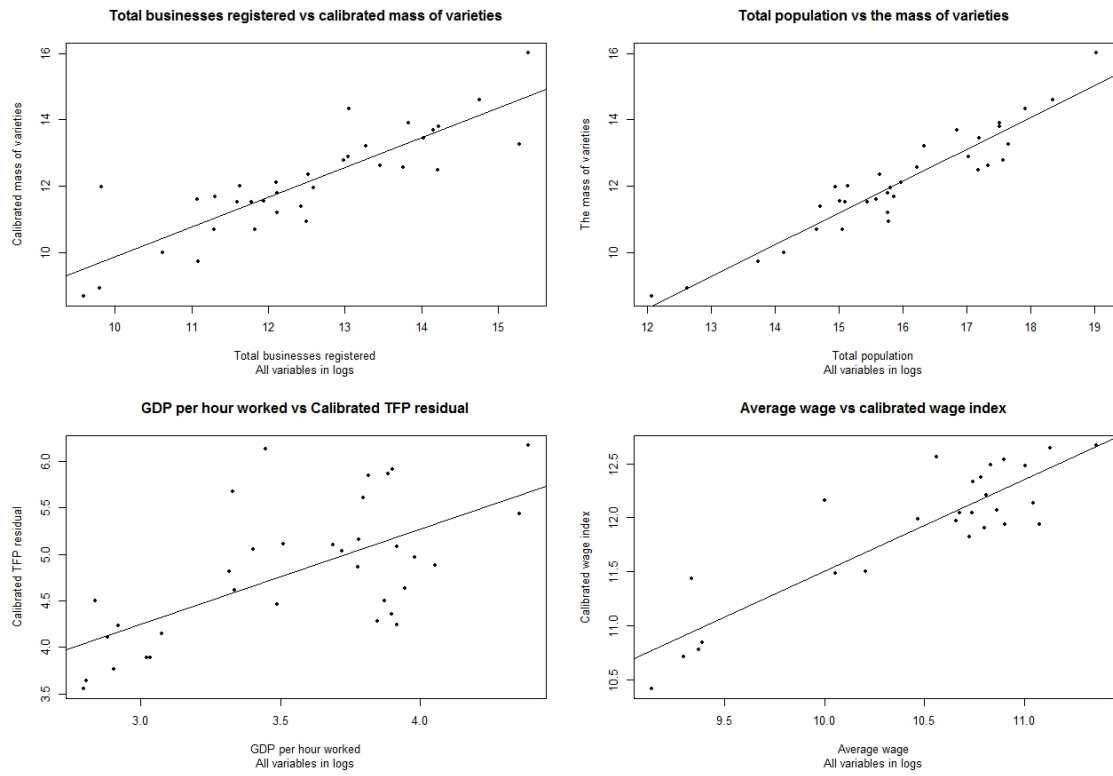 Total businesses registered vs calibrated mass of varieties
Calibrated mass of varieties
16
14
12
10
10 11 12 13 14 15
Total businesses registered
All variables in logs
Total population vs the mass of varieties
The mass of varieties
16
14
12
10
12 13 14 15 16 17 18 19
Total population
All variables in logs
GDP per hour worked vs Calibrated TFP residual
Calibrated TFP residual
6.0
5.5
5.0
4.5
4.0
3.5
3.0 3.5 4.0
GDP per hour worked
All variables in logs
Average wage vs calibrated wage index
Calibrated wage index
12.5
12.0
11.5
11.0
10.5
9.5 10.0 10.5 11.0
Average wage
All variables in logs